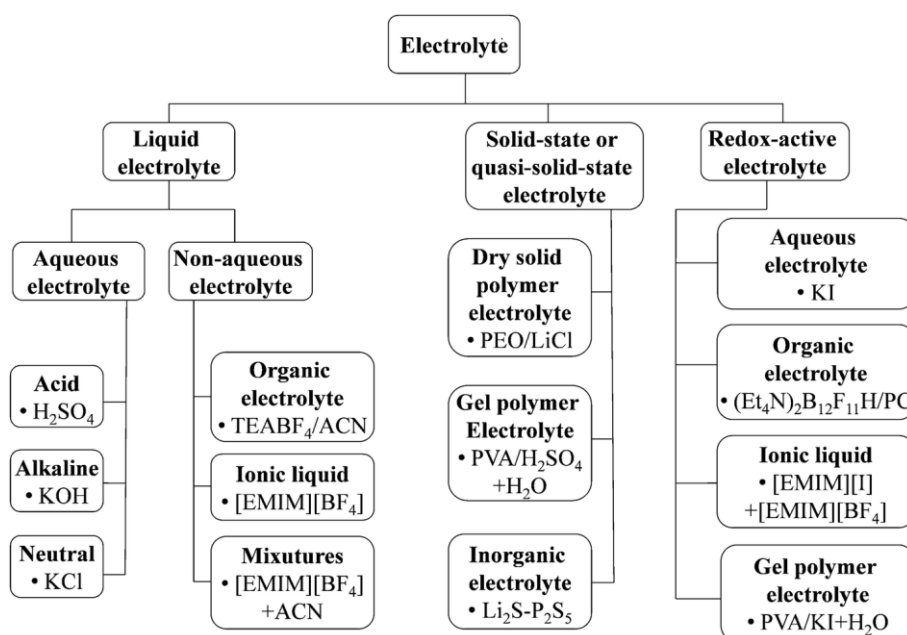 Electrolyte
Liquid
electrolyte
Aqueous
electrolyte
Acid
• H₂SO₄
Alkaline
• KOH
Neutral
• KCl
Non-aqueous
electrolyte
Organic
electrolyte
• TEABF₄/ACN
Ionic liquid
• [EMIM][BF₄]
Mixutures
• [EMIM][BF₄]
+ACN
Solid-state or
quasi-solid-state
electrolyte
Dry solid
polymer
electrolyte
• PEO/LiCl
Gel polymer
Electrolyte
• PVA/H₂SO₄
+H₂O
Inorganic
electrolyte
• Li₂S-P₂S₅
Redox-active
electrolyte
Aqueous
electrolyte
• KI
Organic
electrolyte
• (Et₄N)₂B₁₂F₁₁H/PC
Ionic liquid
• [EMIM][I]
+[EMIM][BF₄]
Gel polymer
electrolyte
• PVA/KI+H₂O